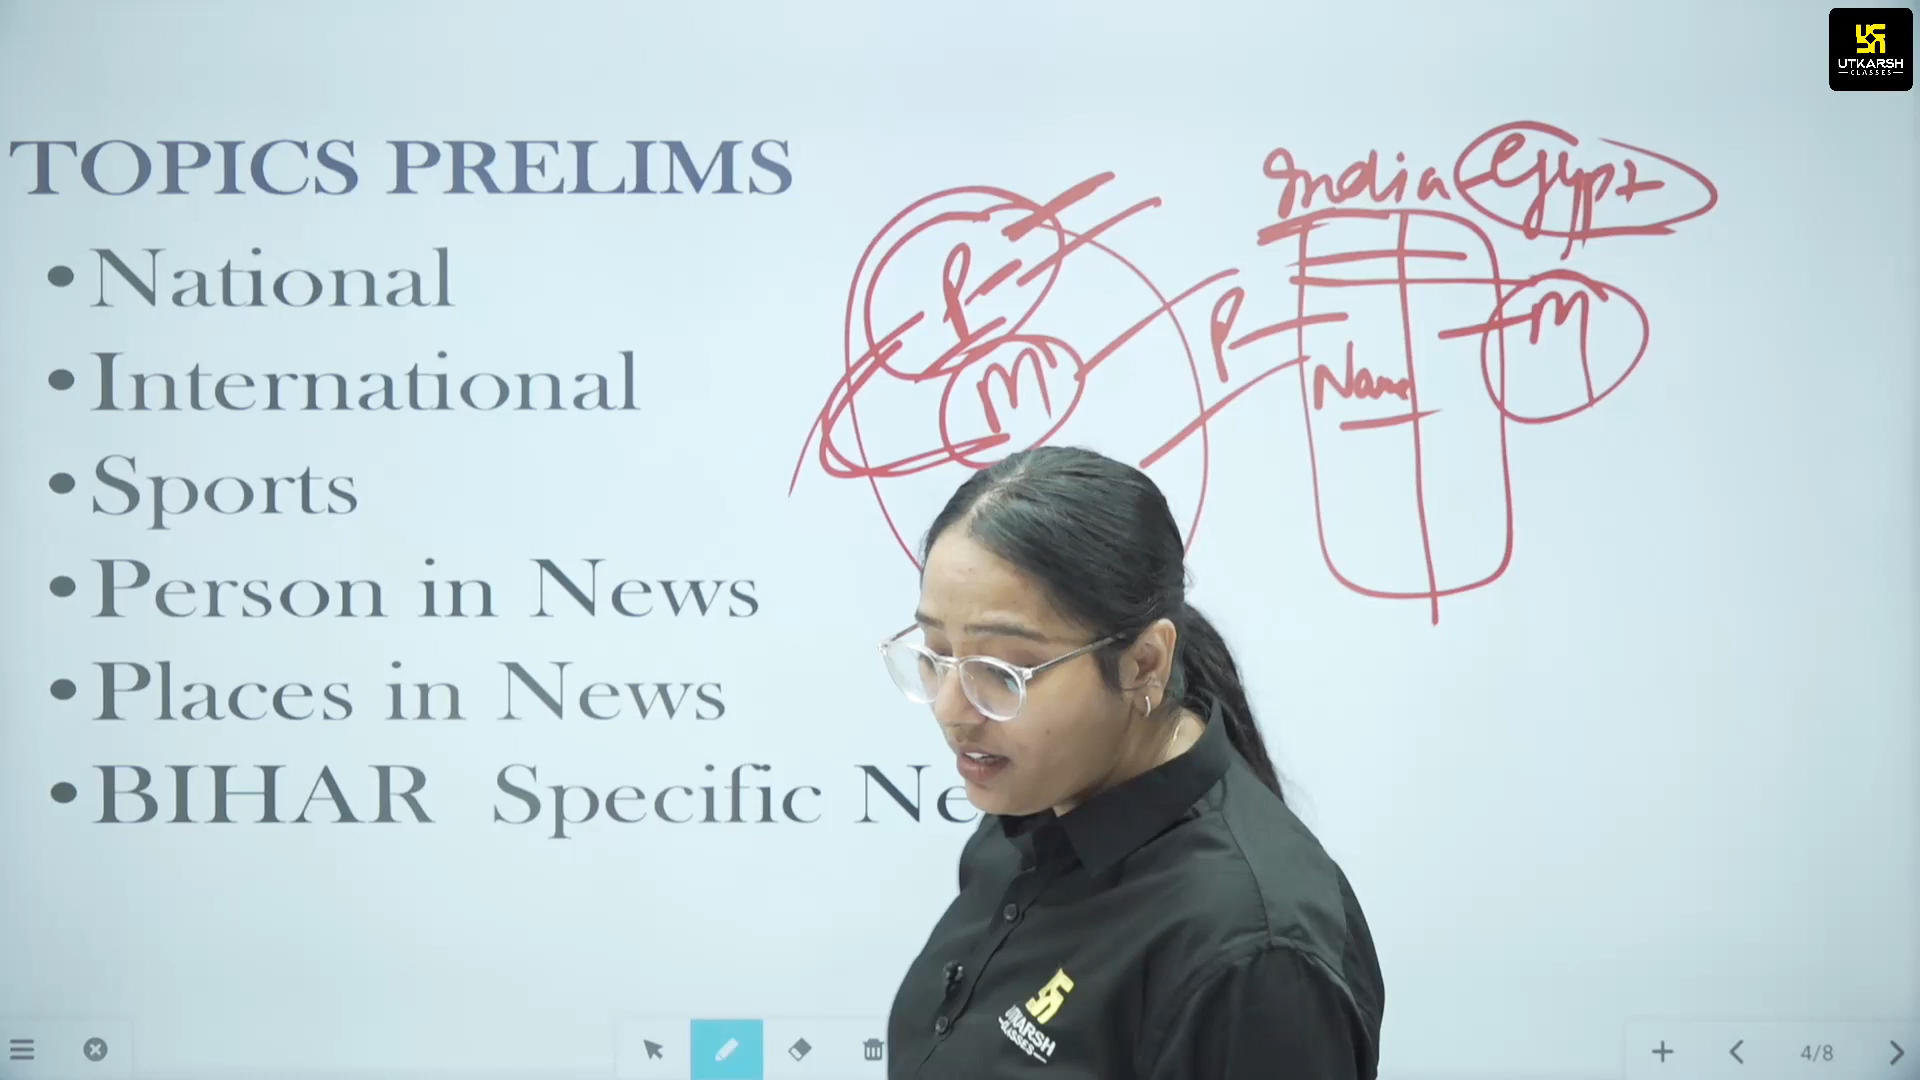 UTKARSH
CLASSES
TOPICS PRELIMS
India Egypt
• National
P
P
M
• International
M
Name
• Sports
• Person in News
• Places in News
• BIHAR Specific Ne
UTKARSH
CLASSES
4/8